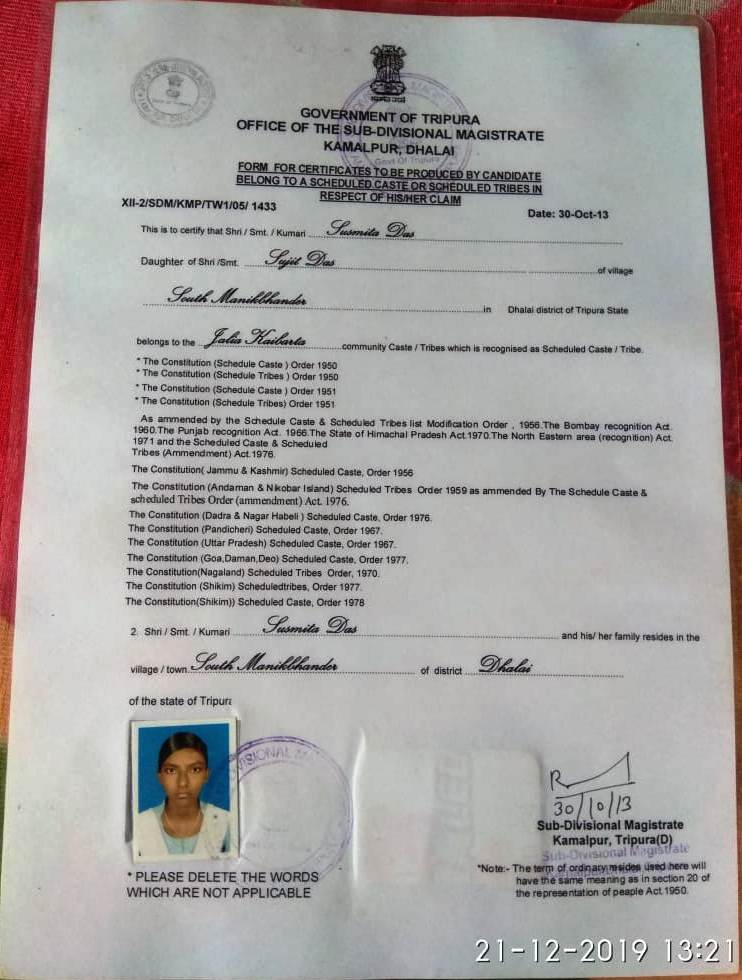 GOVERNMENT OF TRIPURA
OFFICE OF THE SUB-DIVISIONAL MAGISTRATE
KAMALPUR, DHALAI
Govt Of Tripura
FORM FOR CERTIFICATES TO BE PRODUCED BY CANDIDATE
BELONG TO A SCHEDULED CASTE OR SCHEDULED TRIBES IN
RESPECT OF HIS/HER CLAIM
XII-2/SDM/KMP/TW1/05/ 1433
Date: 30-Oct-13
This is to certify that Shri / Smt. / Kumari Susmita Das
Daughter of Shri /Smt. Sujit Das of village
South Manikbhander in Dhalai district of Tripura State
belongs to the Jalia Kaibarta community Caste / Tribes which is recognised as Scheduled Caste / Tribe.
* The Constitution (Schedule Caste ) Order 1950
* The Constitution (Schedule Tribes ) Order 1950
* The Constitution (Schedule Caste ) Order 1951
* The Constitution (Schedule Tribes) Order 1951
As ammended by the Schedule Caste & Scheduled Tribes list Modification Order , 1956.The Bombay recognition Act.
1960.The Punjab recognition Act. 1966.The State of Himachal Pradesh Act.1970.The North Eastern area (recognition) Act.
1971 and the Scheduled Caste & Scheduled
Tribes (Ammendment) Act.1976.
The Constitution( Jammu & Kashmir) Scheduled Caste, Order 1956
The Constitution (Andaman & Nikobar Island) Scheduled Tribes Order 1959 as ammended By The Schedule Caste &
scheduled Tribes Order (ammendment) Act. 1976.
The Constitution (Dadra & Nagar Habeli ) Scheduled Caste, Order 1976.
The Constitution (Pandicheri) Scheduled Caste, Order 1967.
The Constitution (Uttar Pradesh) Scheduled Caste, Order 1967.
The Constitution (Goa,Daman,Deo) Scheduled Caste, Order 1977.
The Constitution(Nagaland) Scheduled Tribes Order, 1970.
The Constitution (Shikim) Scheduledtribes, Order 1977.
The Constitution(Shikim)) Scheduled Caste, Order 1978
2. Shri / Smt. / Kumari Susmita Das and his/ her family resides in the
village / town South Manikbhander of district Dhalai
of the state of Tripura
30/10/13
Sub-Divisional Magistrate
Kamalpur, Tripura(D)
Sub-Divisional Magistrate
* PLEASE DELETE THE WORDS
WHICH ARE NOT APPLICABLE
*Note:- The term of ordinary resides used here will
have the same meaning as in section 20 of
the representation of peaple Act.1950.
21-12-2019 13:21